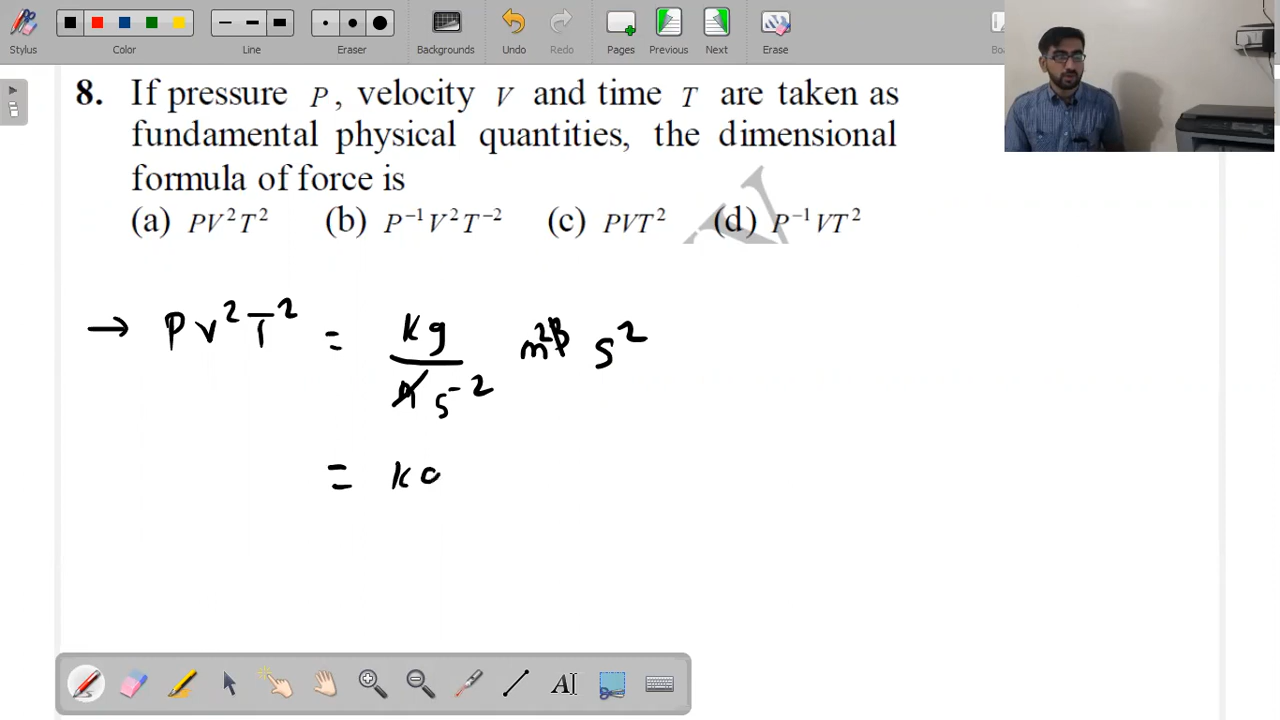 Stylus Color Line Eraser Backgrounds Undo Redo Pages Previous Next Erase
8. If pressure P, velocity V and time T are taken as
fundamental physical quantities, the dimensional
formula of force is
(a) PV²T² (b) P⁻¹V²T⁻² (c) PVT² (d) P⁻¹VT²
→ PV²T² = kg m² s²
s⁻²
= k